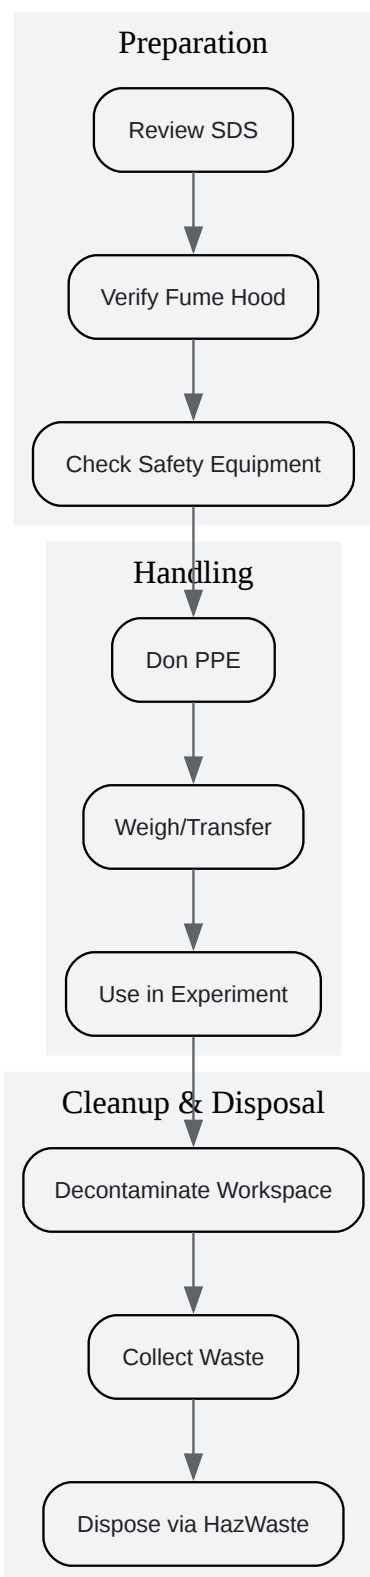 Preparation
Review SDS
Verify Fume Hood
Check Safety Equipment
Handling
Don PPE
Weigh/Transfer
Use in Experiment
Cleanup & Disposal
Decontaminate Workspace
Collect Waste
Dispose via HazWaste